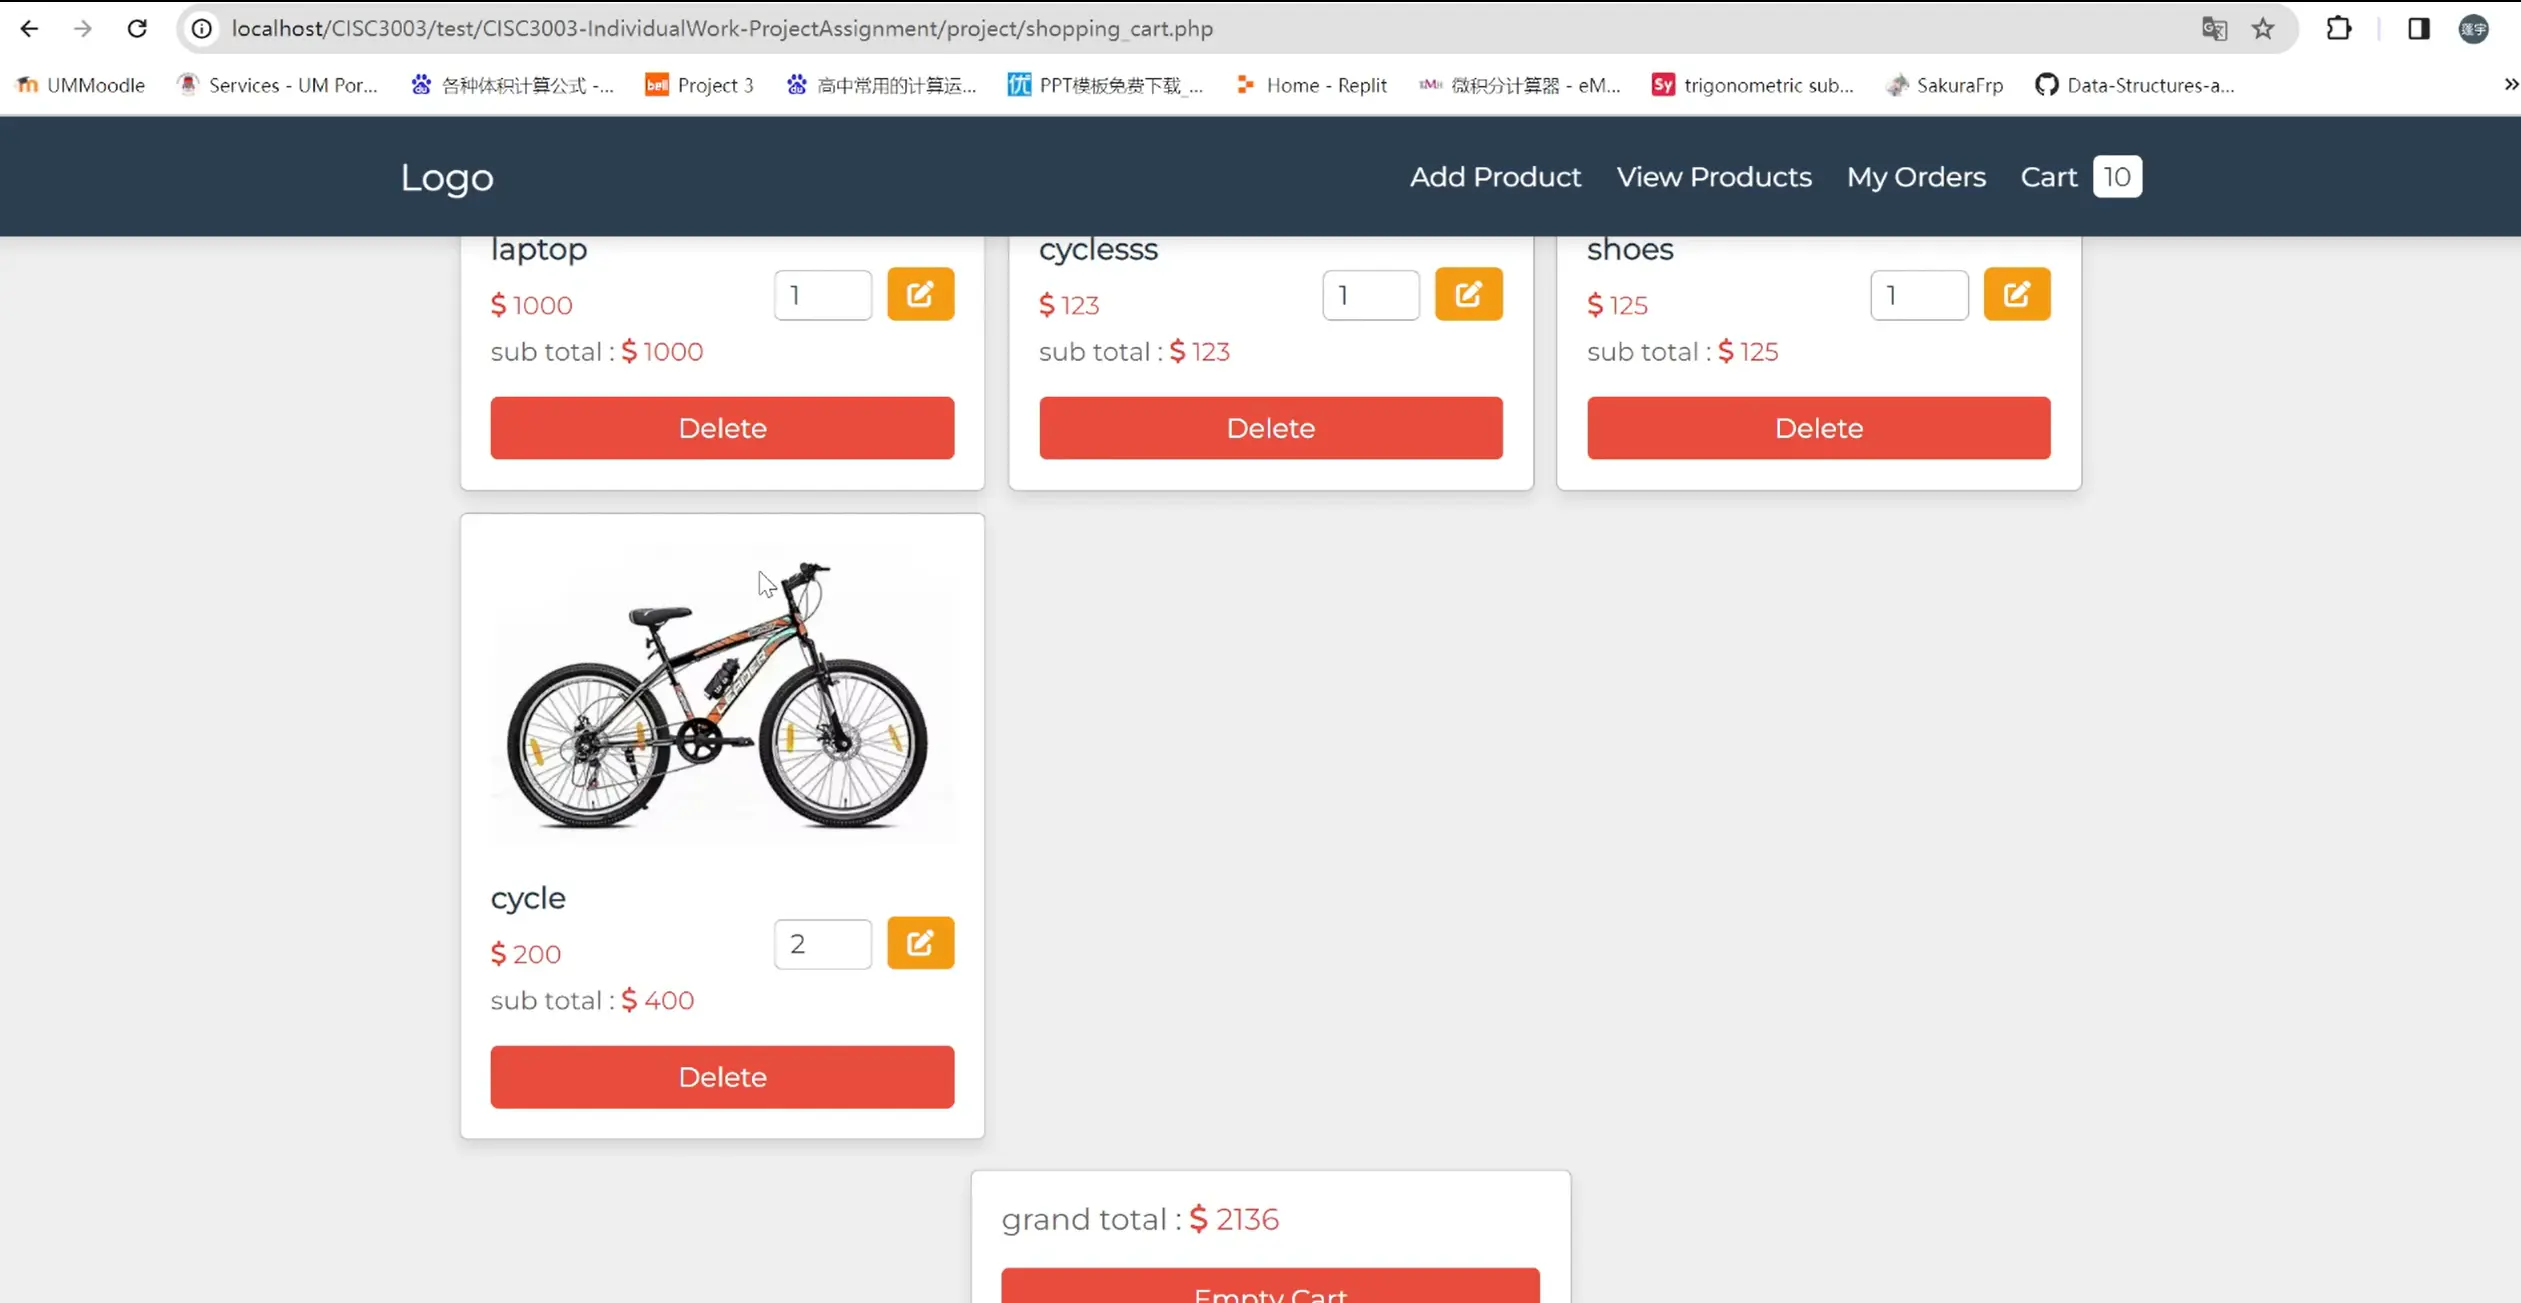 localhost/CISC3003/test/CISC3003-IndividualWork-ProjectAssignment/project/shopping_cart.php
UMMoodle Services - UM Por... 各种体积计算公式 -... Project 3 高中常用的计算运... PPT模板免费下载_... Home - Replit 微积分计算器 - eM... trigonometric sub... SakuraFrp Data-Structures-a...
Logo Add Product View Products My Orders Cart 10
laptop cyclesss shoes
$ 1000 1 $ 123 1 $ 125 1
sub total : $ 1000 sub total : $ 123 sub total : $ 125
Delete Delete Delete
LEADER
cycle
$ 200 2
sub total : $ 400
Delete
grand total : $ 2136
Empty Cart